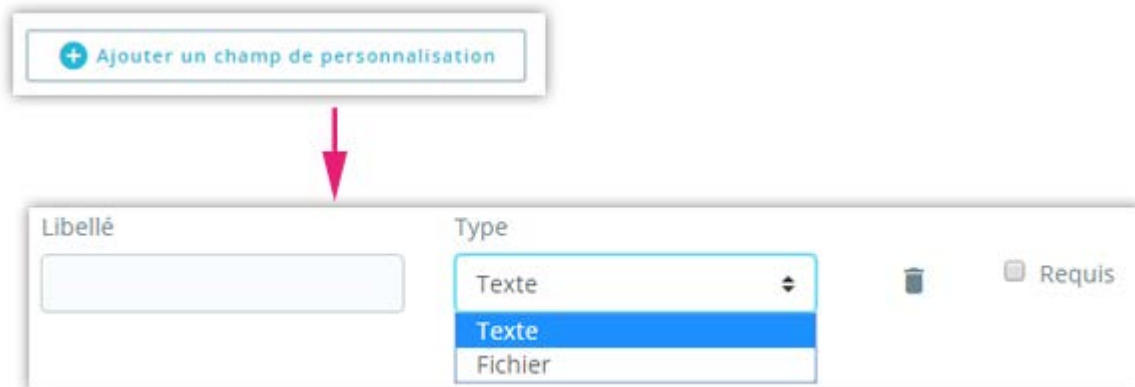 Ajouter un champ de personnalisation
Libellé Type
Texte Requis
Texte
Fichier